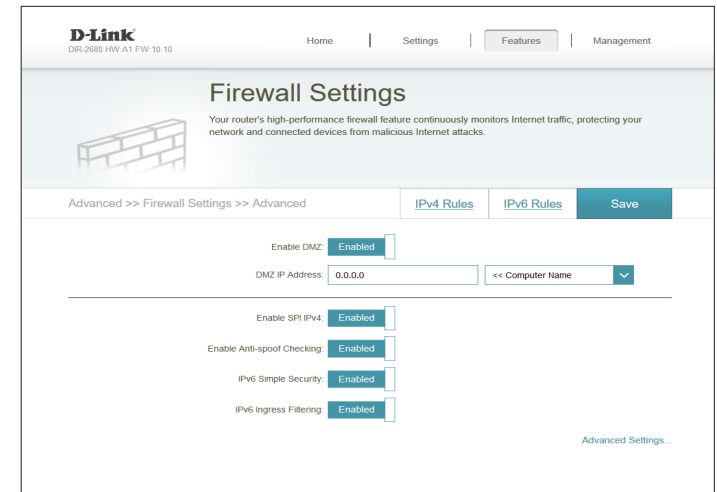 D-Link
DIR-2680 HW:A1 FW:10.10
Home
Settings
Features
Management
Firewall Settings
Your router's high-performance firewall feature continuously monitors Internet traffic, protecting your
network and connected devices from malicious Internet attacks.
Advanced >> Firewall Settings >> Advanced
IPv4 Rules
IPv6 Rules
Save
Enable DMZ: Enabled
DMZ IP Address: 0.0.0.0 << Computer Name
Enable SPI IPv4: Enabled
Enable Anti-spoof Checking: Enabled
IPv6 Simple Security: Enabled
IPv6 Ingress Filtering: Enabled
Advanced Settings...